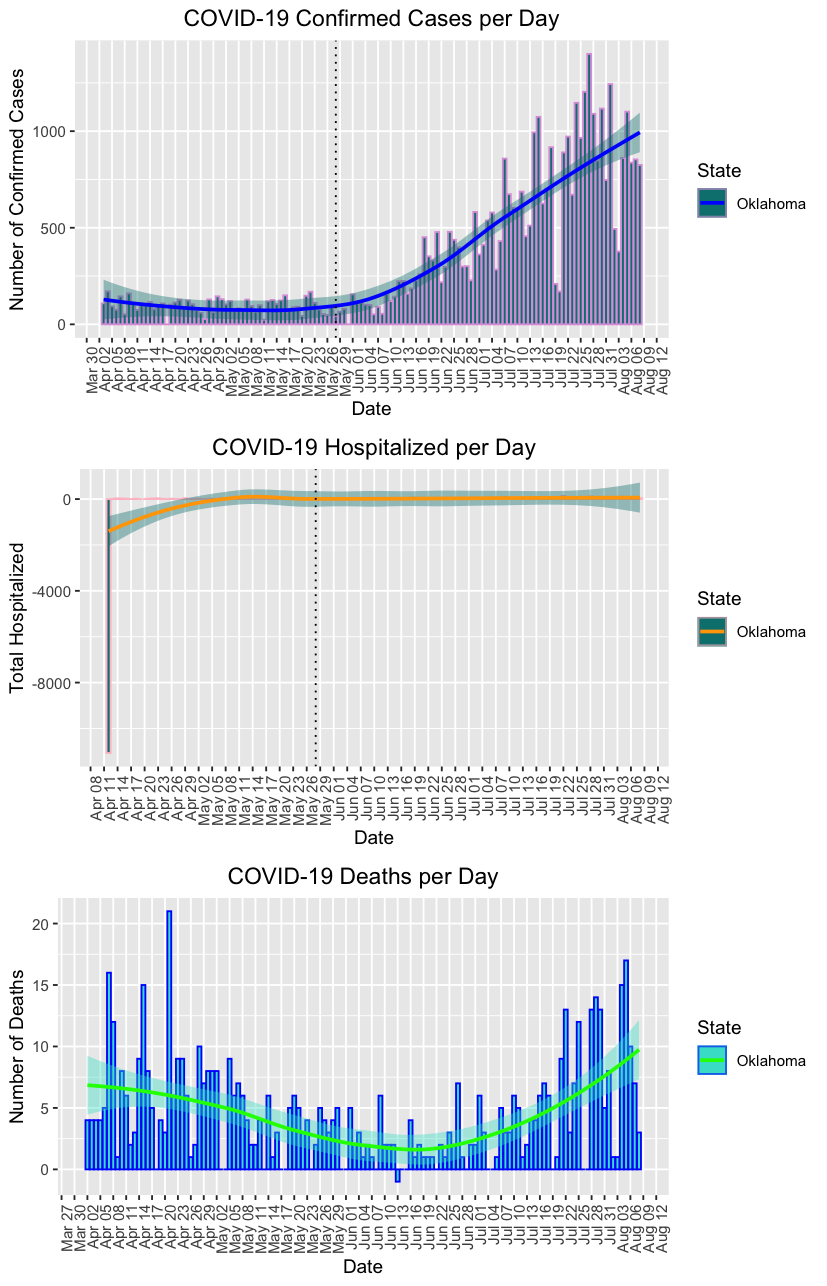 COVID-19 Confirmed Cases per Day
Number of Confirmed Cases
1000
500
0
Mar 30
Apr 02
Apr 05
Apr 08
Apr 11
Apr 14
Apr 17
Apr 20
Apr 23
Apr 26
Apr 29
May 02
May 05
May 08
May 11
May 14
May 17
May 20
May 23
May 26
May 29
Jun 01
Jun 04
Jun 07
Jun 10
Jun 13
Jun 16
Jun 19
Jun 22
Jun 25
Jun 28
Jul 01
Jul 04
Jul 07
Jul 10
Jul 13
Jul 16
Jul 19
Jul 22
Jul 25
Jul 28
Jul 31
Aug 03
Aug 06
Aug 09
Aug 12
Date
State
Oklahoma
COVID-19 Hospitalized per Day
Total Hospitalized
0
-4000
-8000
Apr 08
Apr 11
Apr 14
Apr 17
Apr 20
Apr 23
Apr 26
Apr 29
May 02
May 05
May 08
May 11
May 14
May 17
May 20
May 23
May 26
May 29
Jun 01
Jun 04
Jun 07
Jun 10
Jun 13
Jun 16
Jun 19
Jun 22
Jun 25
Jun 28
Jul 01
Jul 04
Jul 07
Jul 10
Jul 13
Jul 16
Jul 19
Jul 22
Jul 25
Jul 28
Jul 31
Aug 03
Aug 06
Aug 09
Aug 12
Date
State
Oklahoma
COVID-19 Deaths per Day
Number of Deaths
20
15
10
5
0
Mar 27
Mar 30
Apr 02
Apr 05
Apr 08
Apr 11
Apr 14
Apr 17
Apr 20
Apr 23
Apr 26
Apr 29
May 02
May 05
May 08
May 11
May 14
May 17
May 20
May 23
May 26
May 29
Jun 01
Jun 04
Jun 07
Jun 10
Jun 13
Jun 16
Jun 19
Jun 22
Jun 25
Jun 28
Jul 01
Jul 04
Jul 07
Jul 10
Jul 13
Jul 16
Jul 19
Jul 22
Jul 25
Jul 28
Jul 31
Aug 03
Aug 06
Aug 09
Aug 12
Date
State
Oklahoma